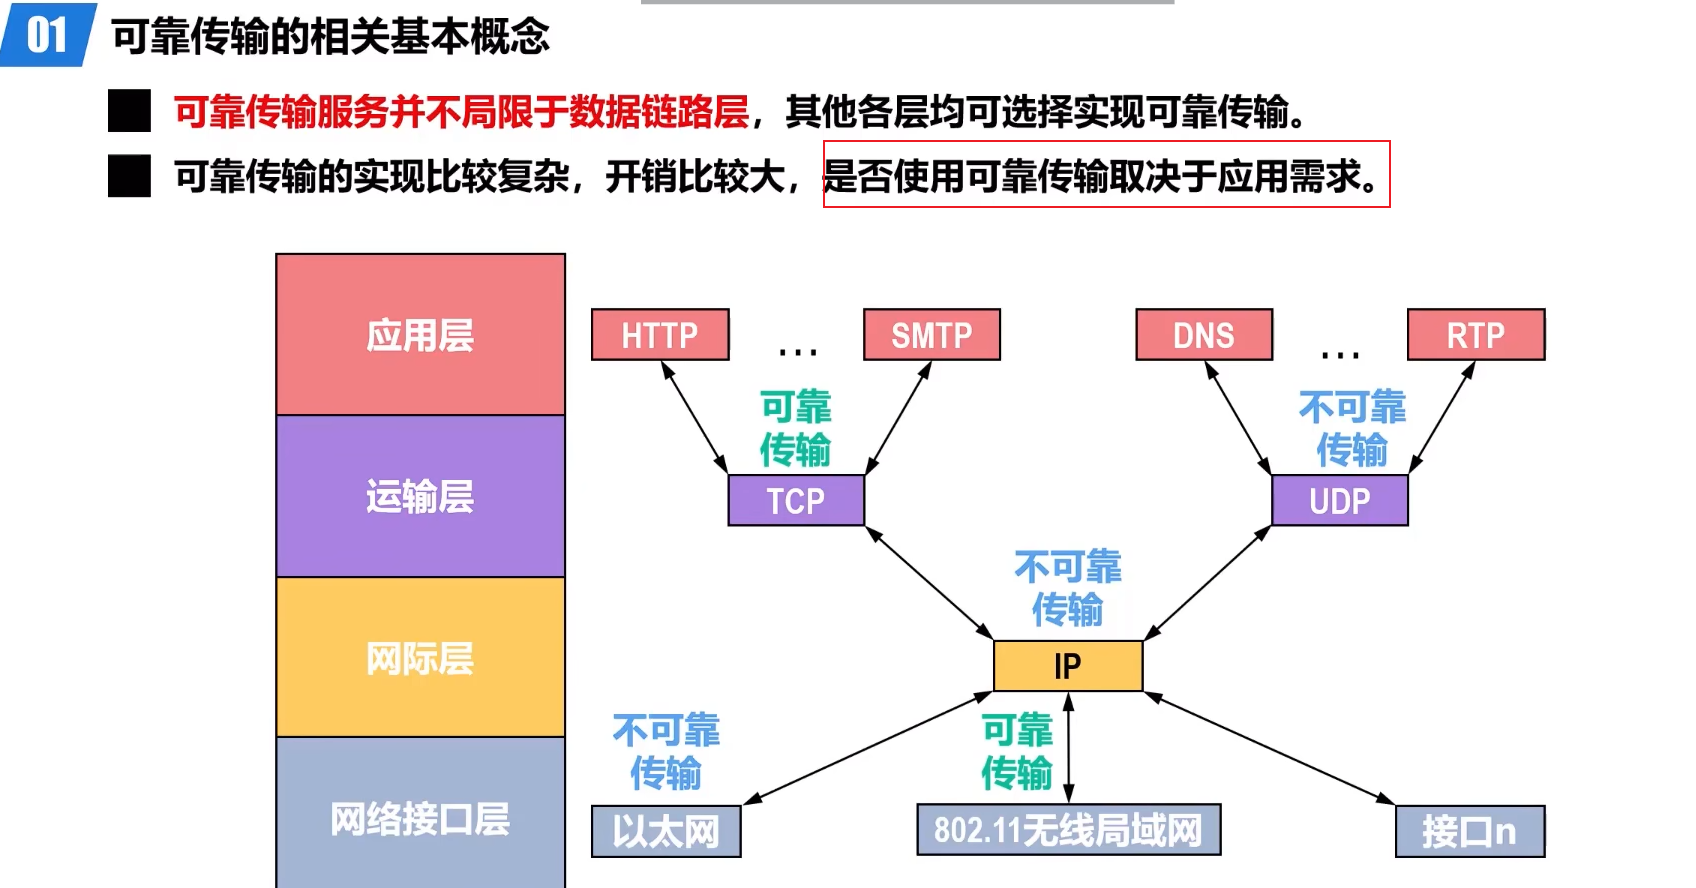 01 可靠传输的相关基本概念
可靠传输服务并不局限于数据链路层，其他各层均可选择实现可靠传输。
可靠传输的实现比较复杂，开销比较大，是否使用可靠传输取决于应用需求。
应用层
HTTP
...
SMTP
DNS
...
RTP
可靠
传输
不可靠
传输
运输层
TCP
UDP
不可靠
传输
网际层
IP
不可靠
传输
可靠
传输
网络接口层
以太网
802.11无线局域网
接口n